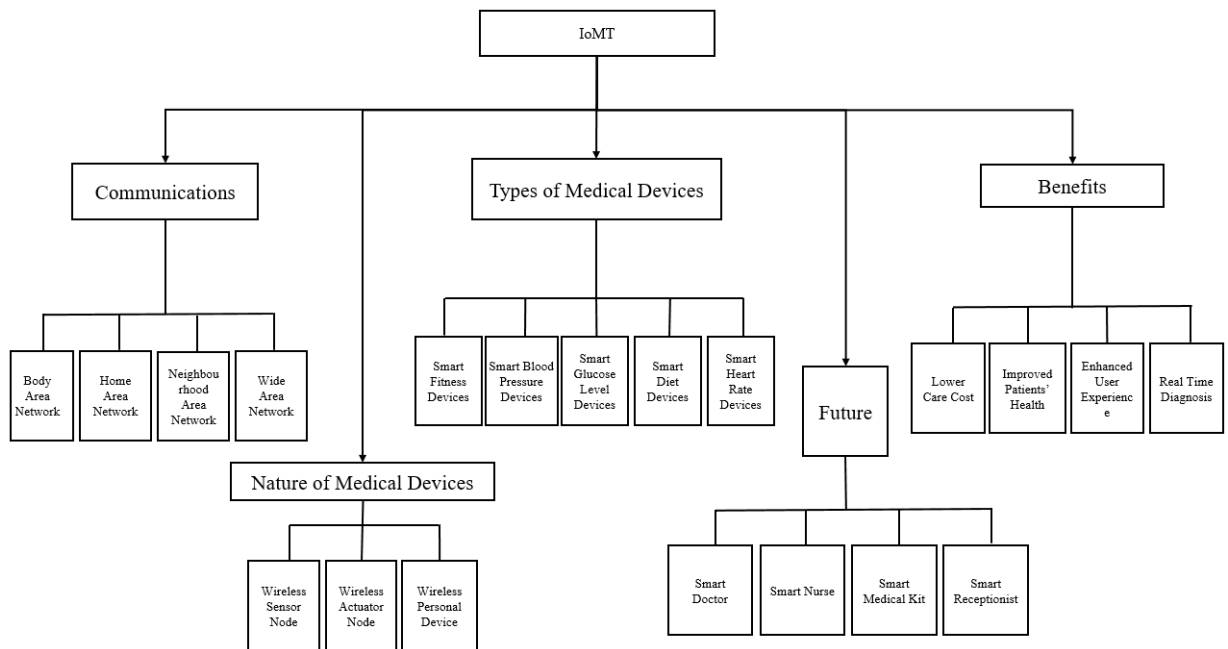 IoMT
Communications
Types of Medical Devices
Benefits
Body
Area
Network
Home
Area
Network
Neighbou
rhood
Area
Network
Wide
Area
Network
Smart
Fitness
Devices
Smart Blood
Pressure
Devices
Smart
Glucose
Level
Devices
Smart
Diet
Devices
Smart
Heart
Rate
Devices
Future
Lower
Care Cost
Improved
Patients’
Health
Enhanced
User
Experienc
e
Real Time
Diagnosis
Nature of Medical Devices
Wireless
Sensor
Node
Wireless
Actuator
Node
Wireless
Personal
Device
Smart
Doctor
Smart Nurse
Smart
Medical Kit
Smart
Receptionist